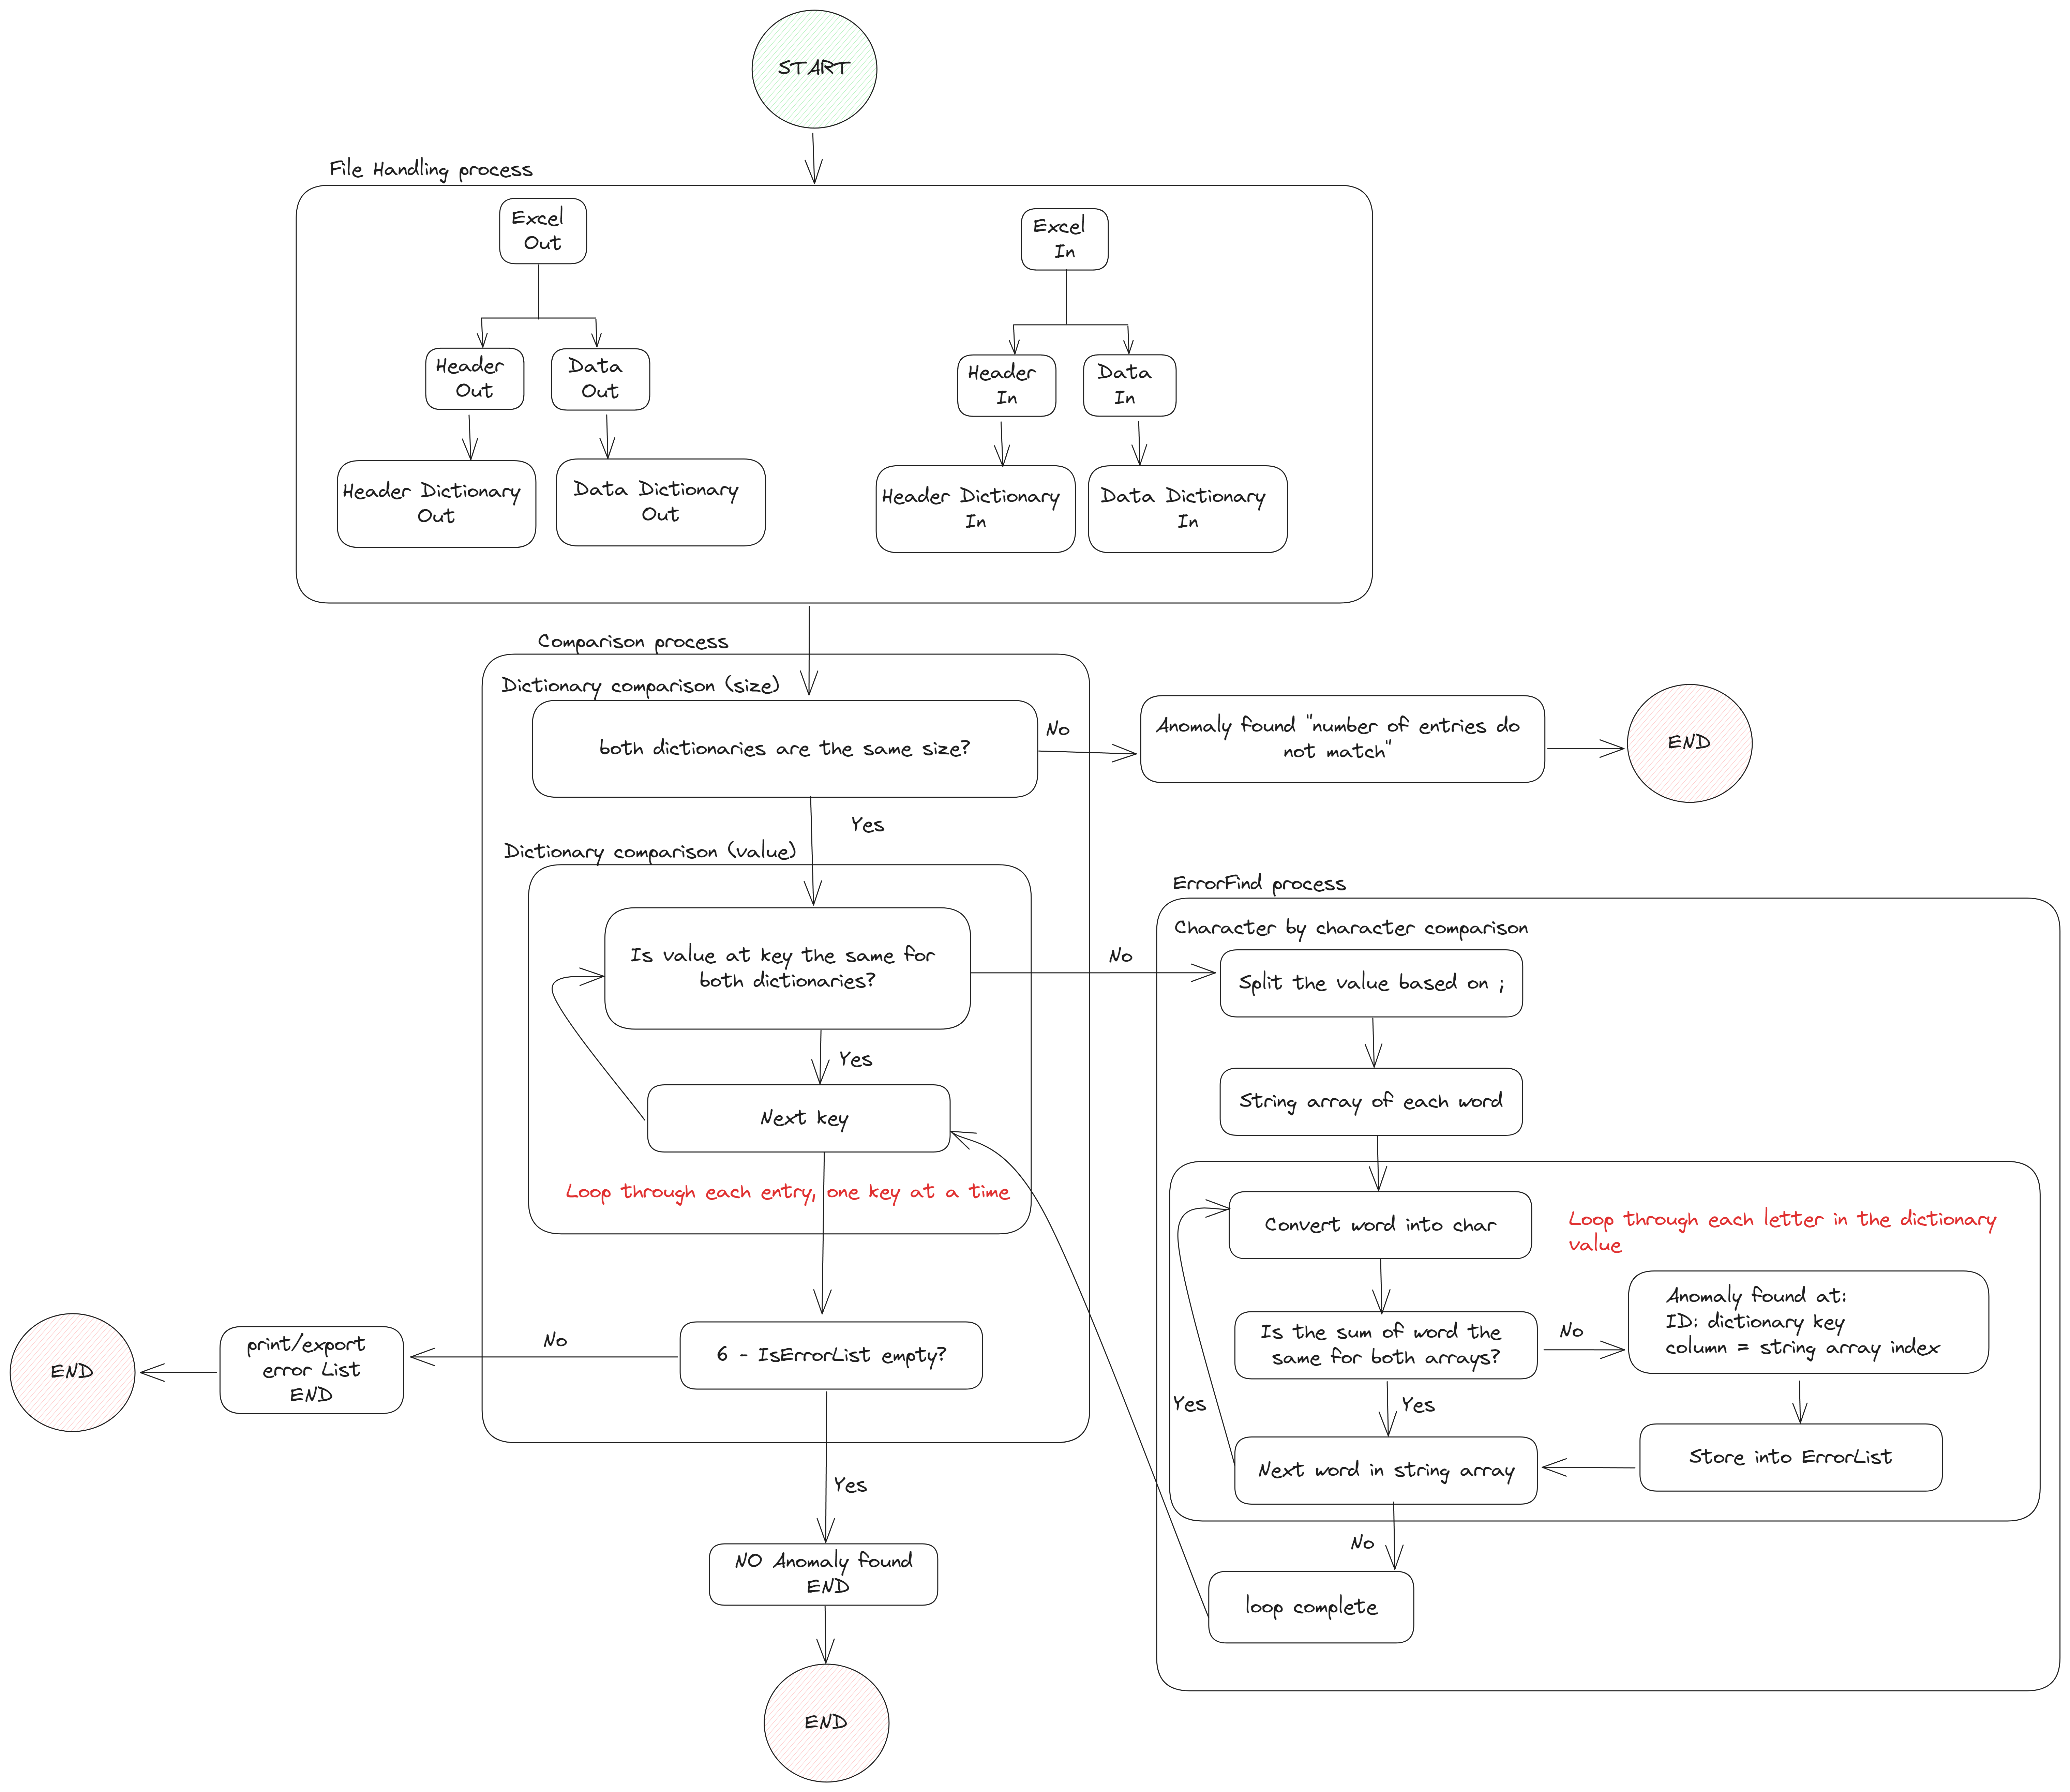 START
File Handling process
Excel
Out
Excel
In
Header
Out
Data
Out
Header
In
Data
In
Header Dictionary
Out
Data Dictionary
Out
Header Dictionary
In
Data Dictionary
In
Comparison process
Dictionary comparison (size)
both dictionaries are the same size?
No
Anomaly found "number of entries do
not match"
END
Yes
Dictionary comparison (value)
Is value at key the same for
both dictionaries?
No
Yes
Next key
Loop through each entry, one key at a time
ErrorFind process
Character by character comparison
Split the value based on ;
String array of each word
Convert word into char
Loop through each letter in the dictionary
value
Is the sum of word the
same for both arrays?
No
Anomaly found at:
ID: dictionary key
column = string array index
Yes
Yes
Store into ErrorList
Next word in string array
No
loop complete
6 - IsErrorList empty?
No
print/export
error List
END
END
Yes
NO Anomaly found
END
END